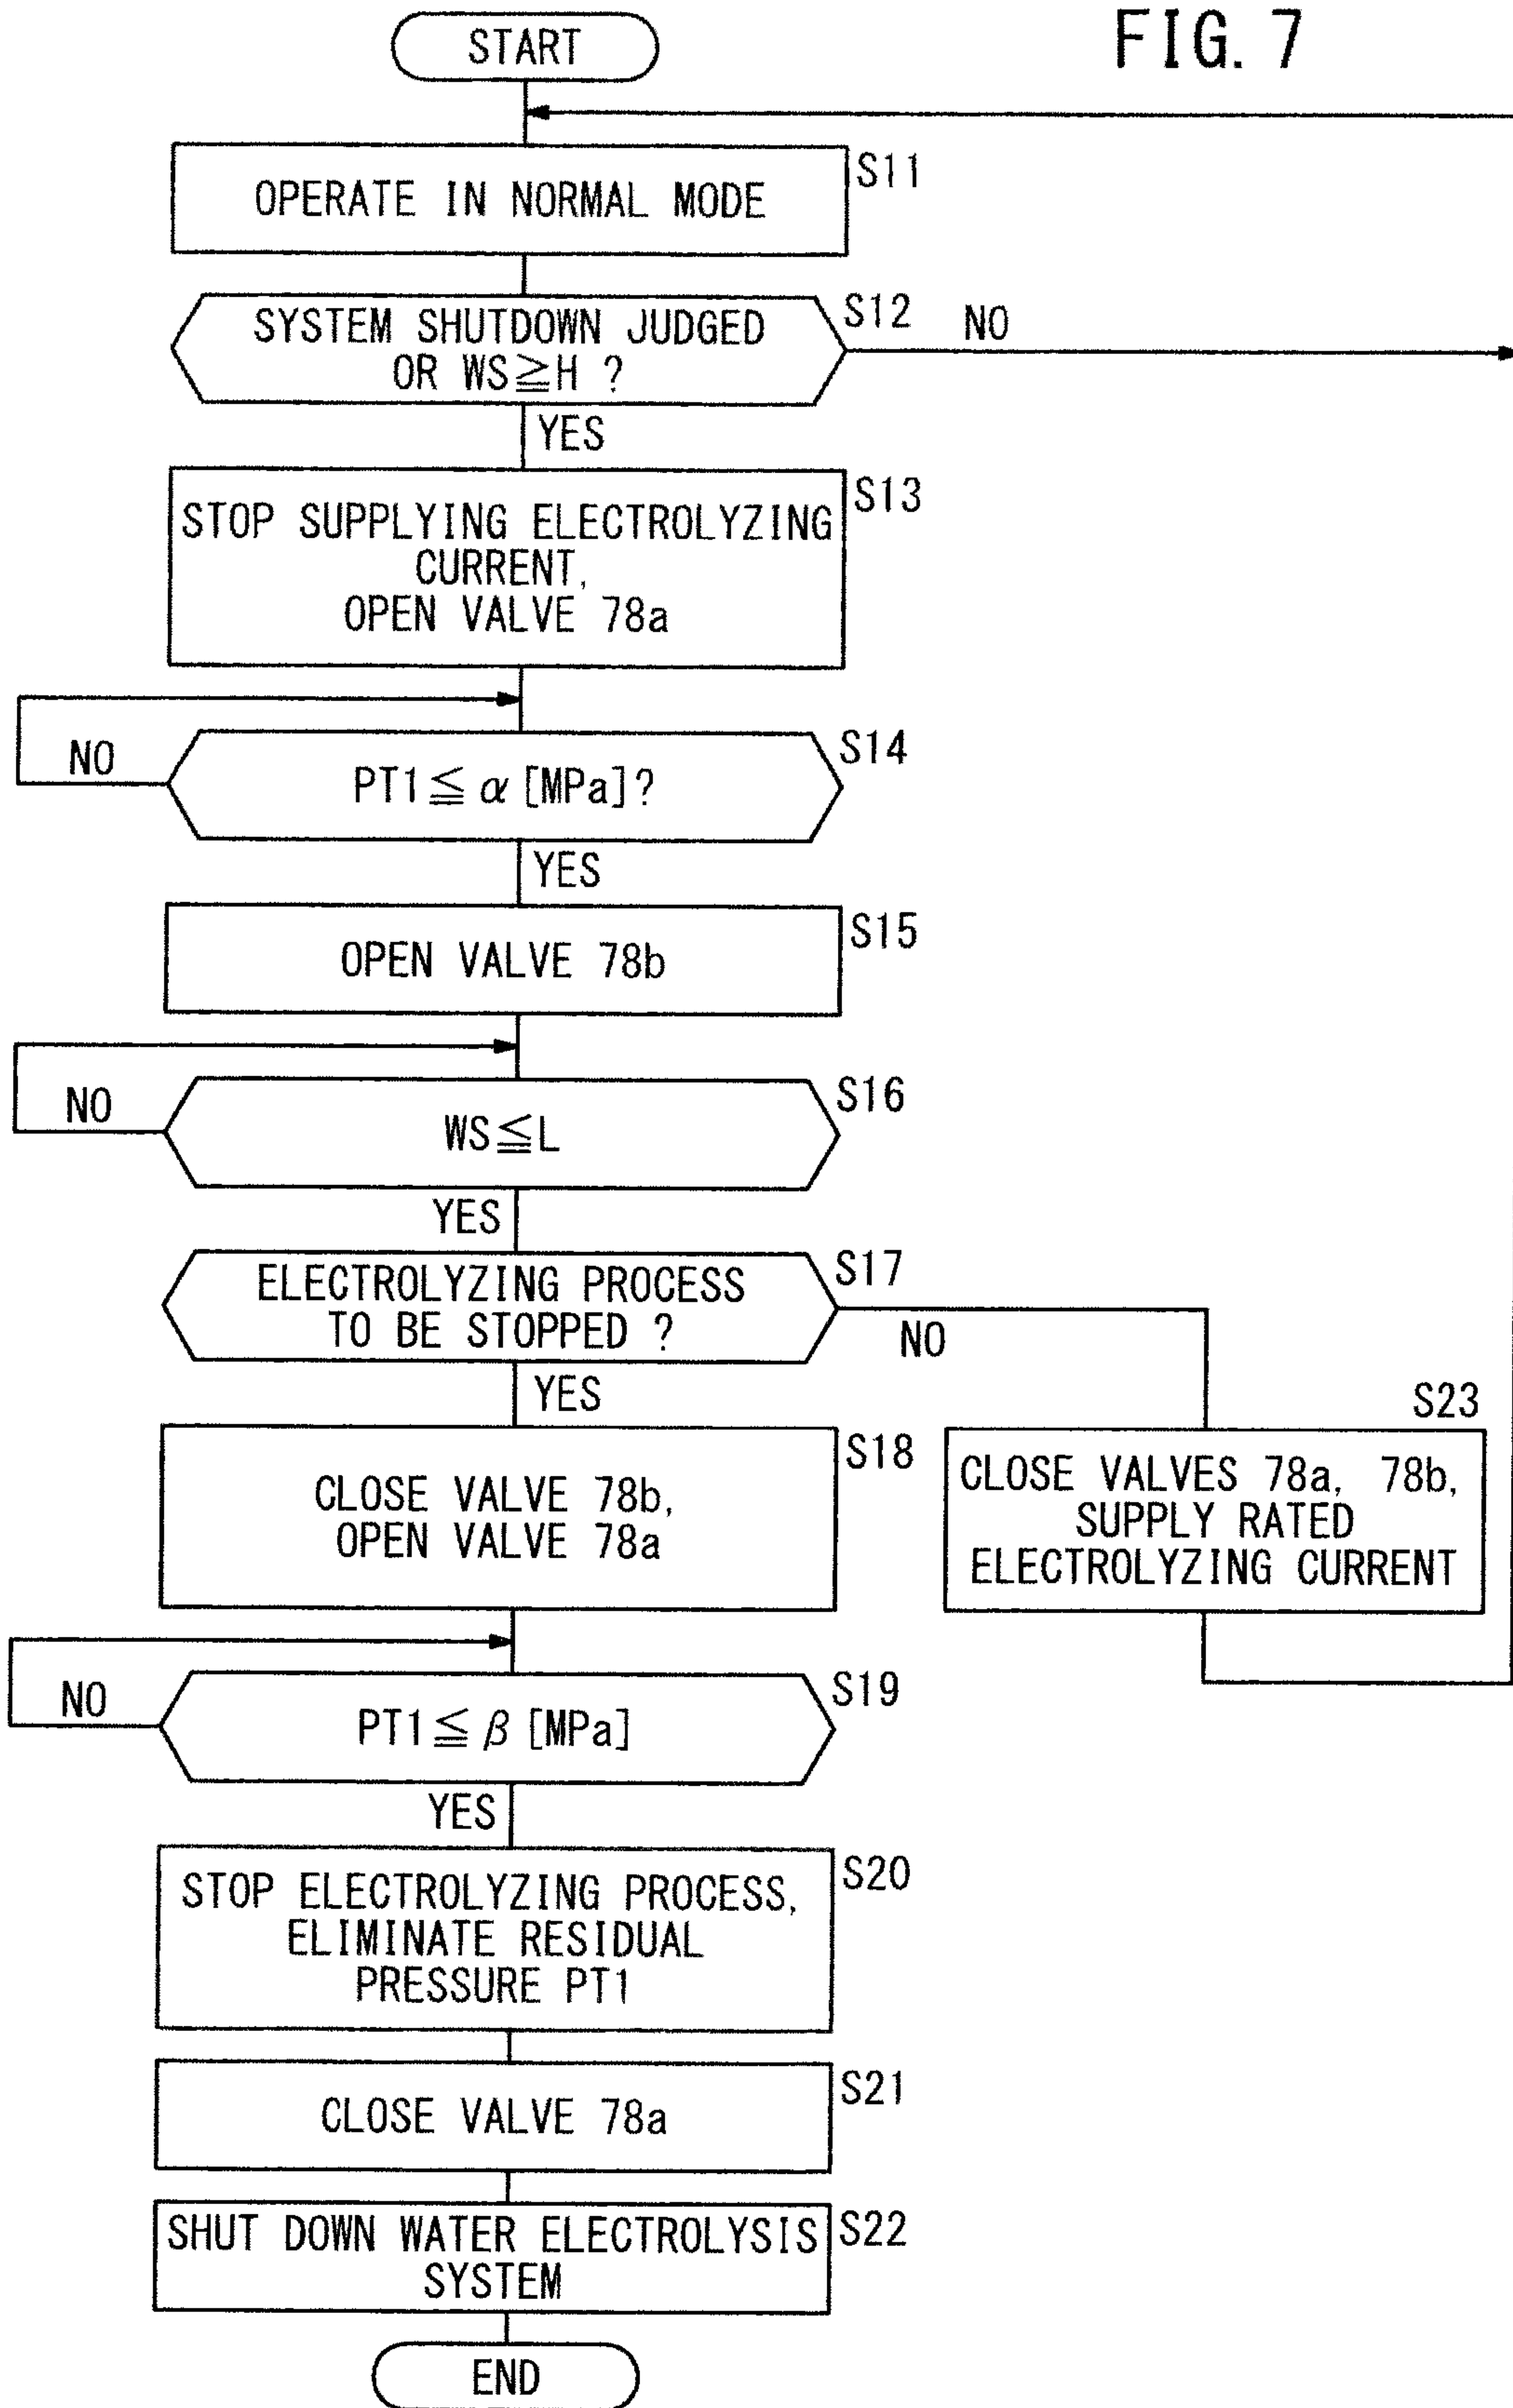 FIG. 7
START
OPERATE IN NORMAL MODE
S11
SYSTEM SHUTDOWN JUDGED
OR WS≧H ?
S12
NO
YES
STOP SUPPLYING ELECTROLYZING
CURRENT,
OPEN VALVE 78a
S13
NO
PT1≦α [MPa]?
S14
YES
OPEN VALVE 78b
S15
NO
WS≦L
S16
YES
ELECTROLYZING PROCESS
TO BE STOPPED ?
S17
NO
YES
CLOSE VALVE 78b,
OPEN VALVE 78a
S18
S23
CLOSE VALVES 78a, 78b,
SUPPLY RATED
ELECTROLYZING CURRENT
NO
PT1≦β [MPa]
S19
YES
STOP ELECTROLYZING PROCESS,
ELIMINATE RESIDUAL
PRESSURE PT1
S20
CLOSE VALVE 78a
S21
SHUT DOWN WATER ELECTROLYSIS
SYSTEM
S22
END